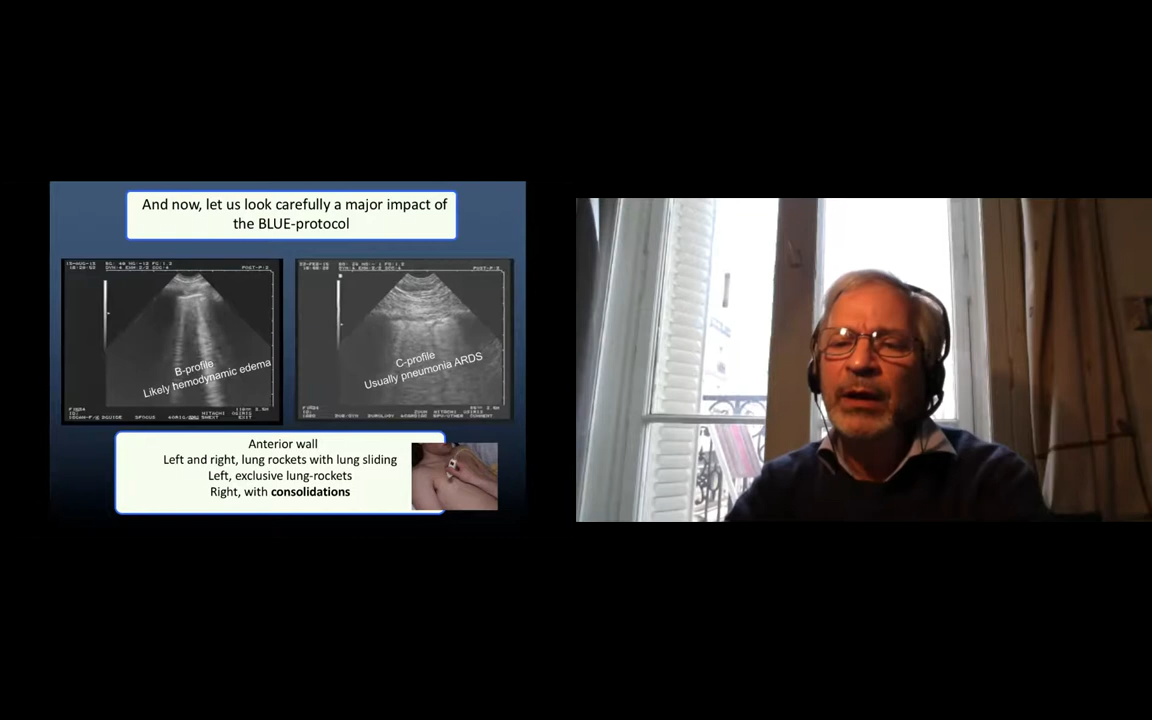 And now, let us look carefully a major impact of
the BLUE-protocol
B-profile
Likely hemodynamic edema
C-profile
Usually pneumonia ARDS
Anterior wall
Left and right, lung rockets with lung sliding
Left, exclusive lung-rockets
Right, with consolidations